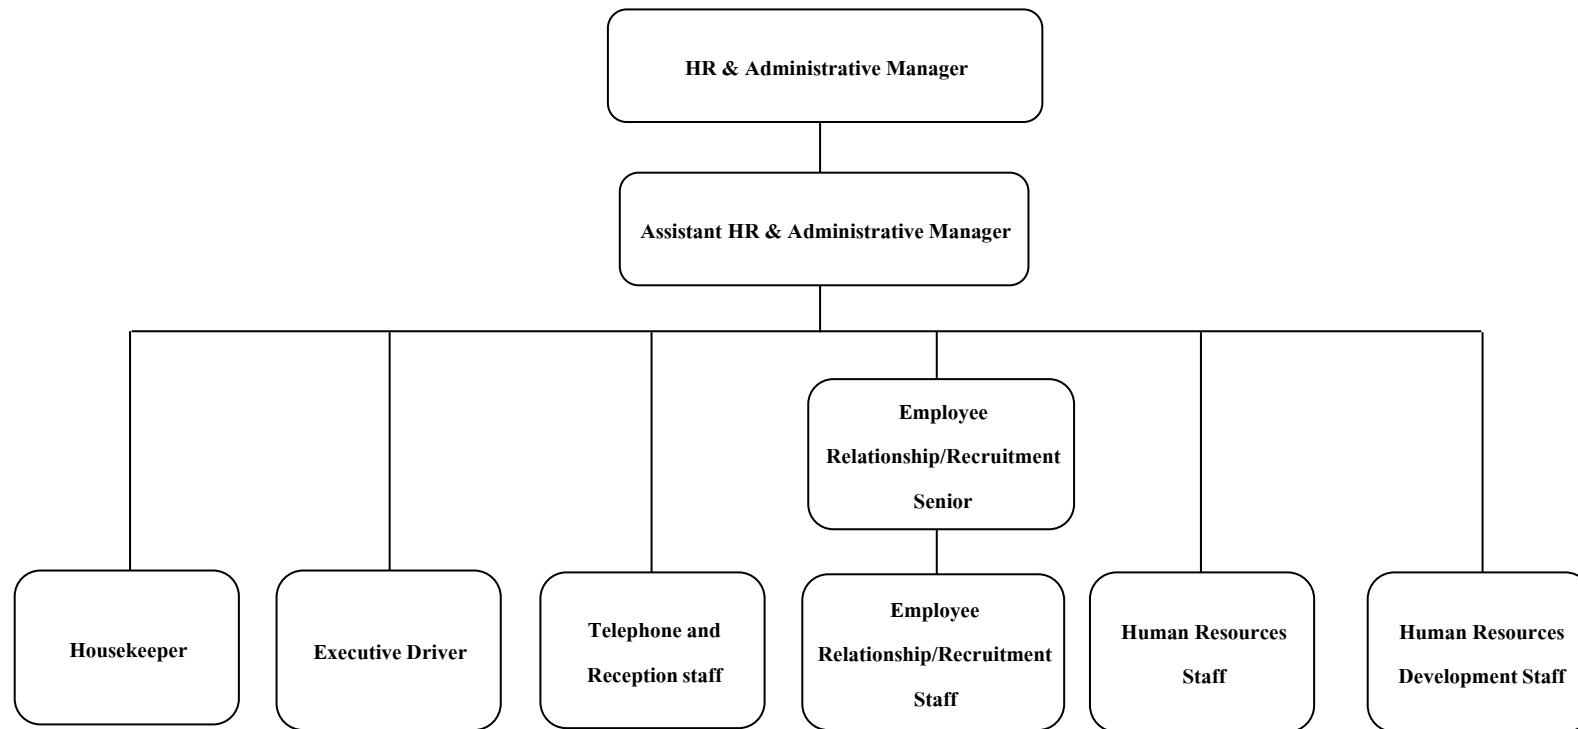 HR & Administrative Manager
Assistant HR & Administrative Manager
Employee
Relationship/Recruitment
Senior
Housekeeper
Executive Driver
Telephone and
Reception staff
Employee
Relationship/Recruitment
Staff
Human Resources
Staff
Human Resources
Development Staff